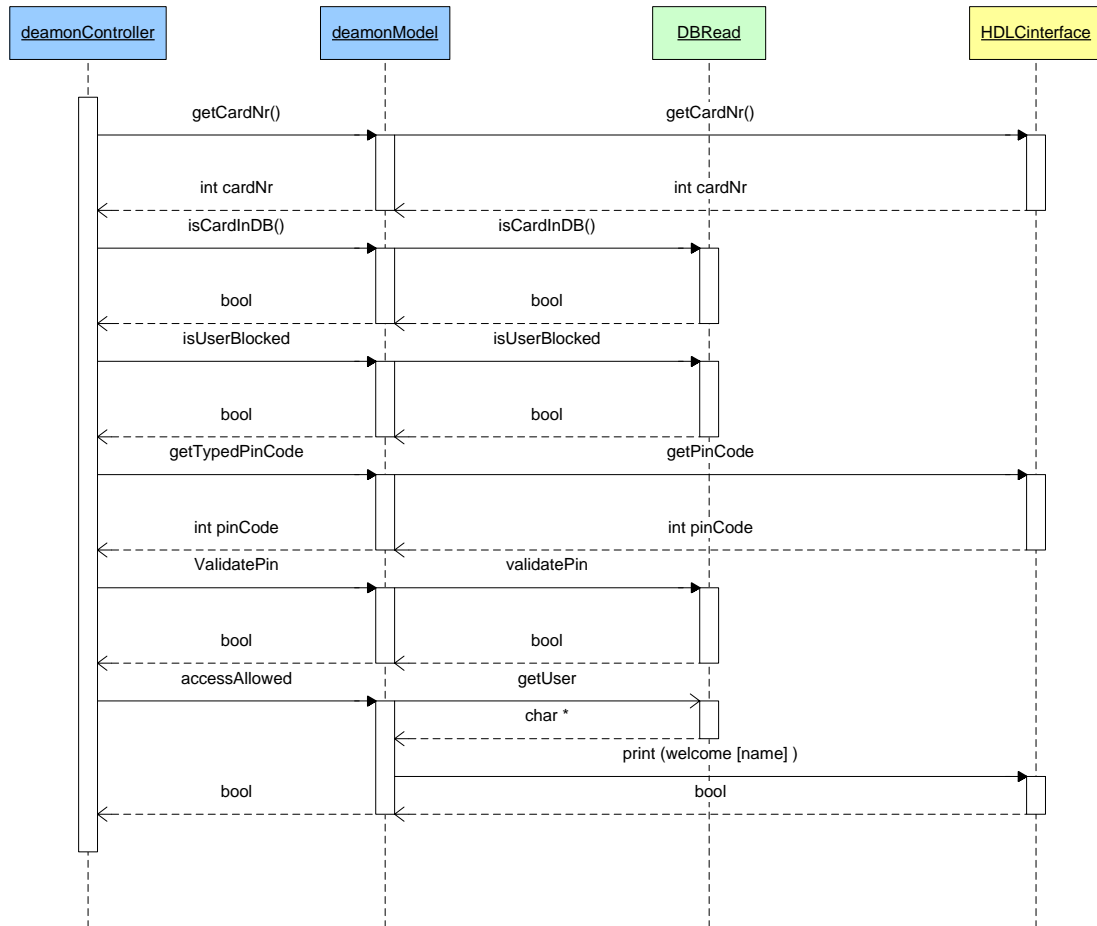 deamonController
deamonModel
DBRead
HDLCinterface
getCardNr()
getCardNr()
int cardNr
int cardNr
isCardInDB()
isCardInDB()
bool
bool
isUserBlocked
isUserBlocked
bool
bool
getTypedPinCode
getPinCode
int pinCode
int pinCode
ValidatePin
validatePin
bool
bool
accessAllowed
getUser
char *
print (welcome [name] )
bool
bool